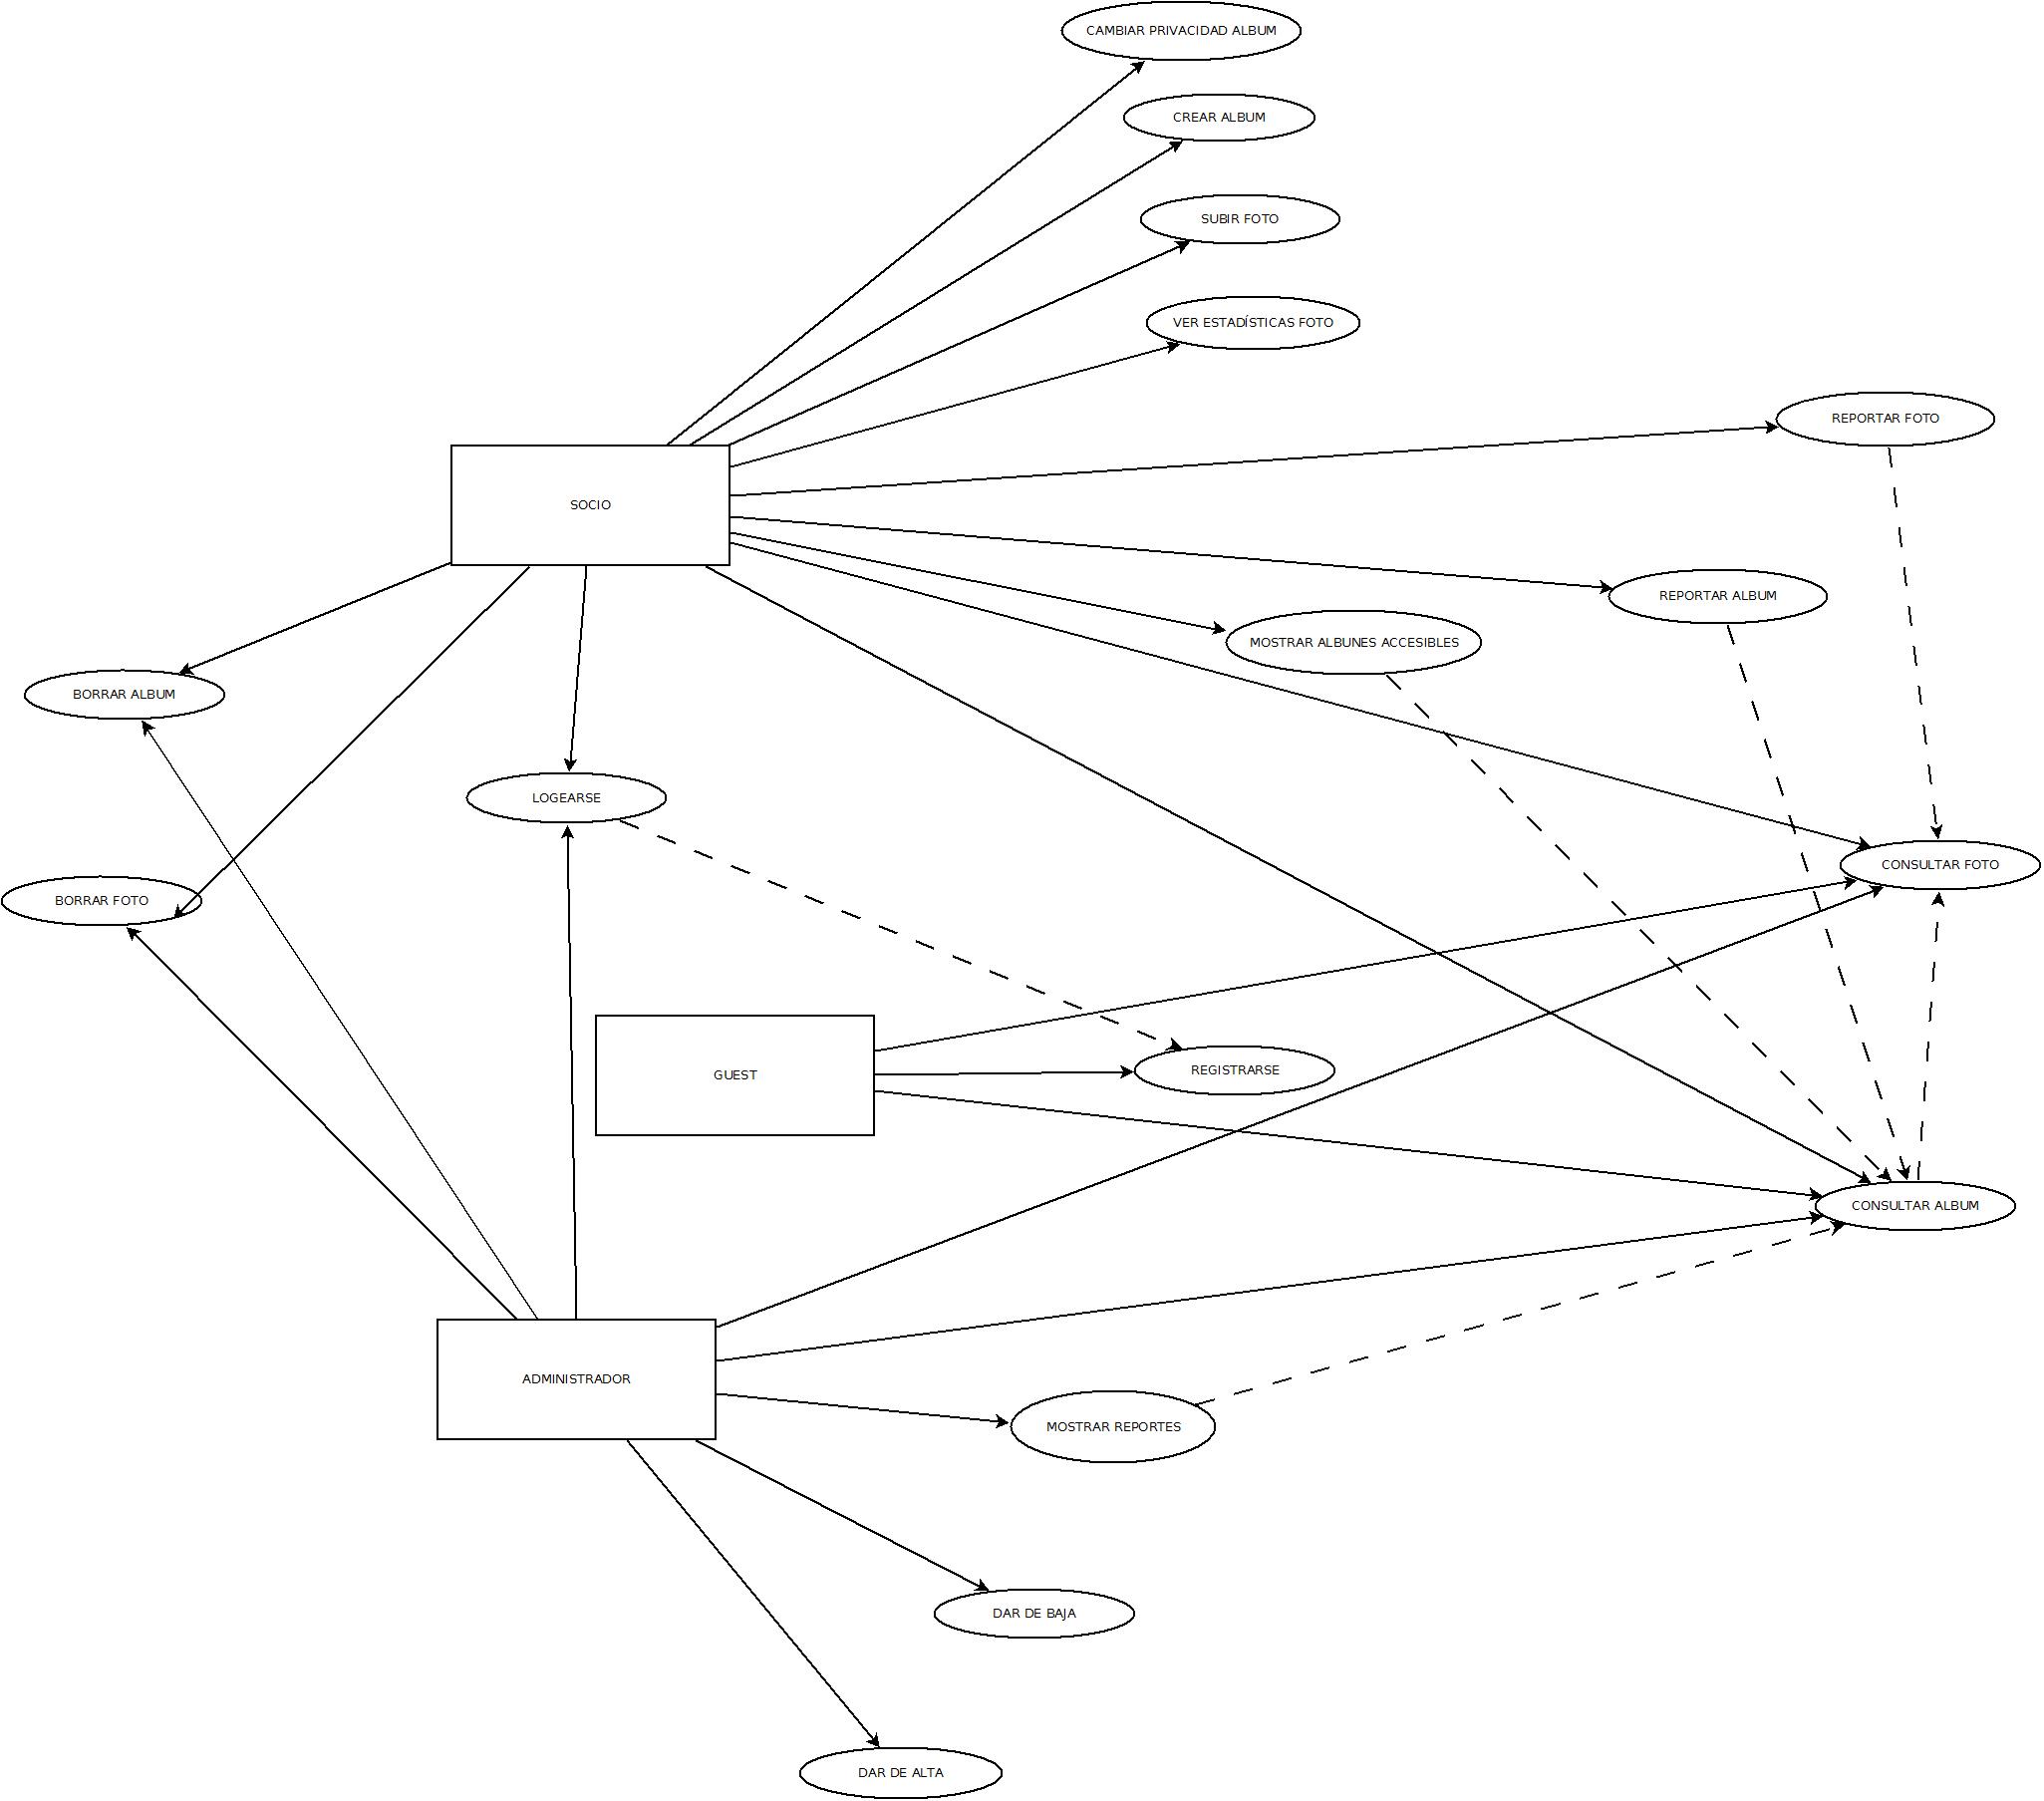 CAMBIAR PRIVACIDAD ALBUM
CREAR ALBUM
SUBIR FOTO
VER ESTADÍSTICAS FOTO
REPORTAR FOTO
SOCIO
REPORTAR ALBUM
MOSTRAR ALBUNES ACCESIBLES
BORRAR ALBUM
LOGEARSE
CONSULTAR FOTO
BORRAR FOTO
REGISTRARSE
GUEST
CONSULTAR ALBUM
ADMINISTRADOR
MOSTRAR REPORTES
DAR DE BAJA
DAR DE ALTA